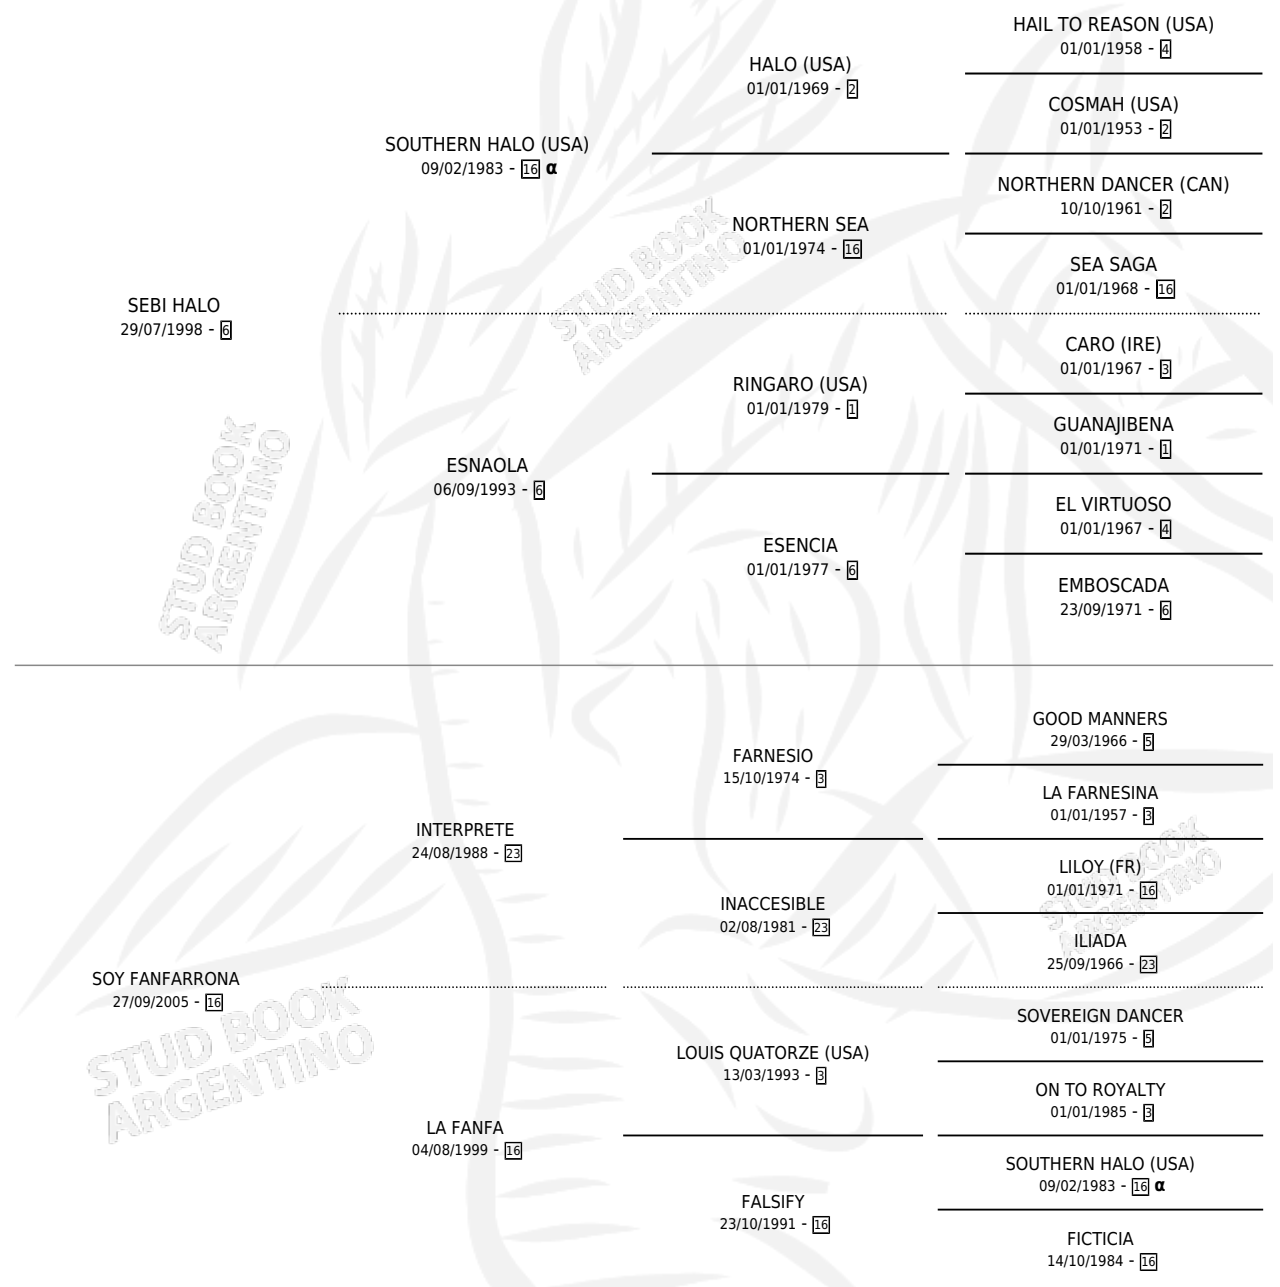 HAIL TO REASON (USA)
01/01/1958 - 4
HALO (USA)
01/01/1969 - 2
COSMAH (USA)
01/01/1953 - 2
SOUTHERN HALO (USA)
09/02/1983 - 16 α
NORTHERN DANCER (CAN)
10/10/1961 - 2
NORTHERN SEA
01/01/1974 - 16
SEA SAGA
01/01/1968 - 16
SEBI HALO
29/07/1998 - 6
CARO (IRE)
01/01/1967 - 3
RINGARO (USA)
01/01/1979 - 1
GUANAJIBENA
01/01/1971 - 1
ESNAOLA
06/09/1993 - 6
EL VIRTUOSO
01/01/1967 - 4
ESENCIA
01/01/1977 - 6
EMBOSCADA
23/09/1971 - 6
GOOD MANNERS
29/03/1966 - 5
FARNESIO
15/10/1974 - 3
LA FARNESINA
01/01/1957 - 3
INTERPRETE
24/08/1988 - 23
LILOY (FR)
01/01/1971 - 16
INACCESIBLE
02/08/1981 - 23
ILIADA
25/09/1966 - 23
SOY FANFARRONA
27/09/2005 - 16
SOVEREIGN DANCER
01/01/1975 - 5
LOUIS QUATORZE (USA)
13/03/1993 - 3
ON TO ROYALTY
01/01/1985 - 3
LA FANFA
04/08/1999 - 16
SOUTHERN HALO (USA)
09/02/1983 - 16 α
FALSIFY
23/10/1991 - 16
FICTICIA
14/10/1984 - 16
STUD BOOK
ARGENTINO
STUD BOOK
ARGENTINO
STUD BOOK
ARGENTINO
STUD BOOK
ARGENTINO